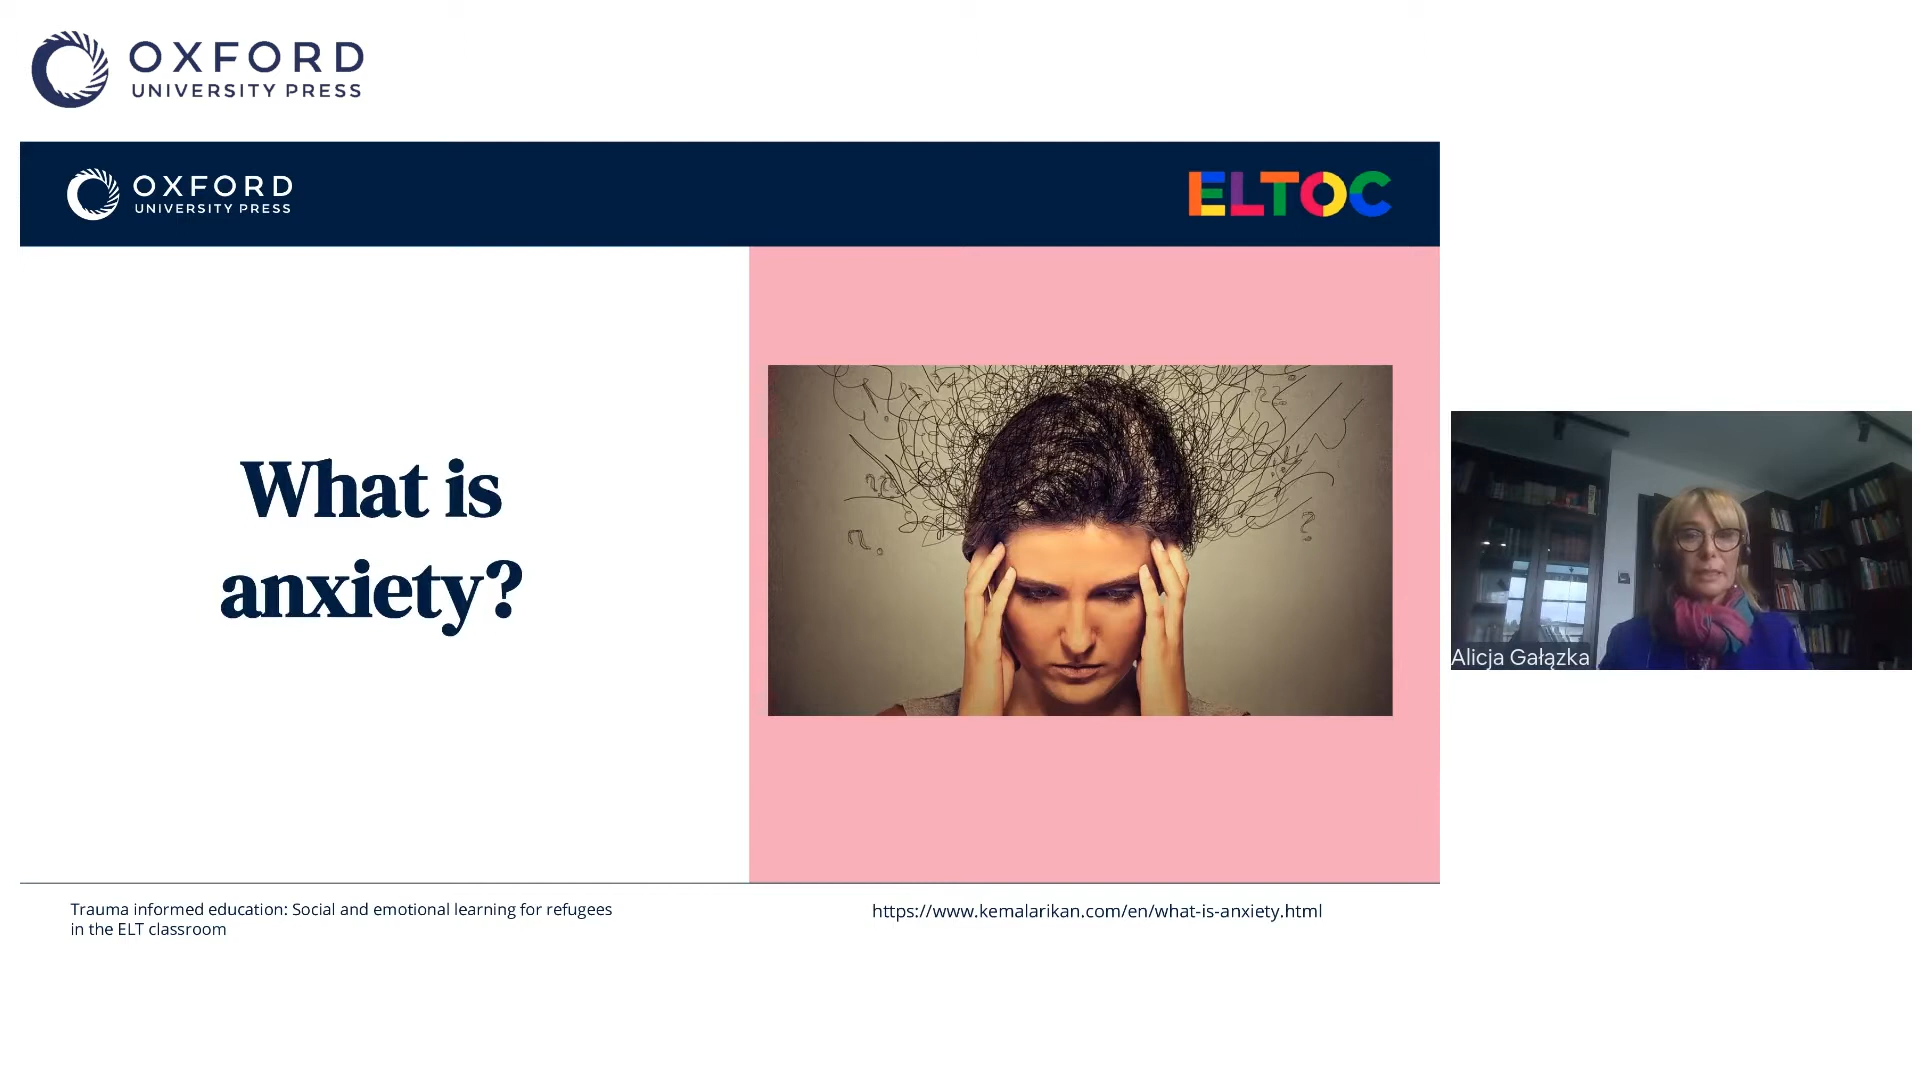 OXFORD
UNIVERSITY PRESS
OXFORD
UNIVERSITY PRESS
ELTOC
What is
anxiety?
Alicja Gałązka
Trauma informed education: Social and emotional learning for refugees
in the ELT classroom
https://www.kemalarikan.com/en/what-is-anxiety.html